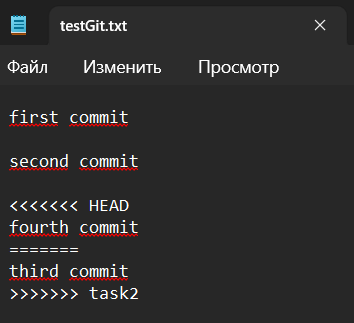 testGit.txt
Файл Изменить Просмотр
first commit
second commit
<<<<<<< HEAD
fourth commit
=======
third commit
>>>>>>> task2